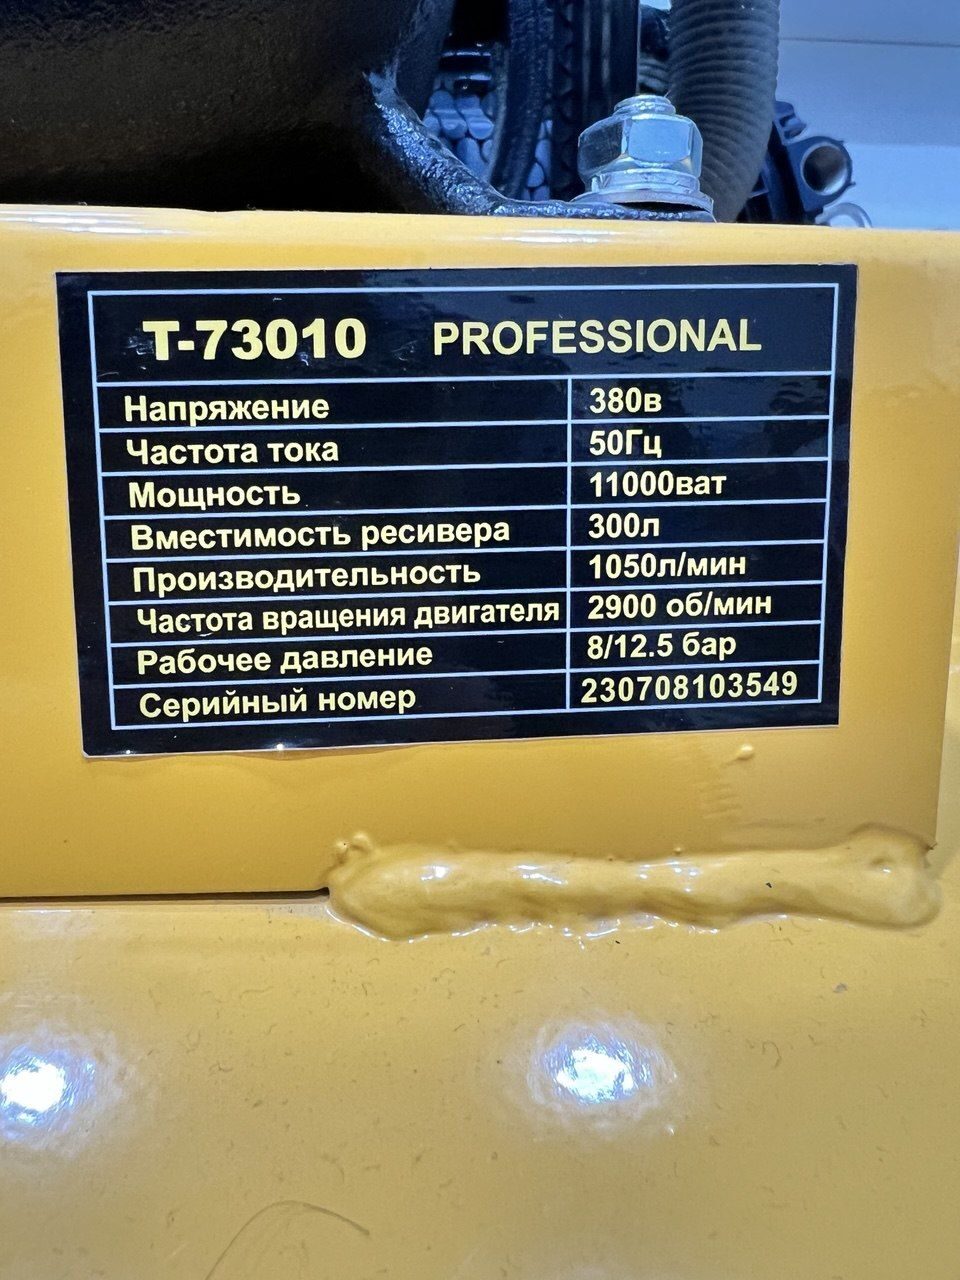 T-73010 PROFESSIONAL
Напряжение 380в
Частота тока 50Гц
Мощность 11000ват
Вместимость ресивера 300л
Производительность 1050л/мин
Частота вращения двигателя 2900 об/мин
Рабочее давление 8/12.5 бар
Серийный номер 230708103549